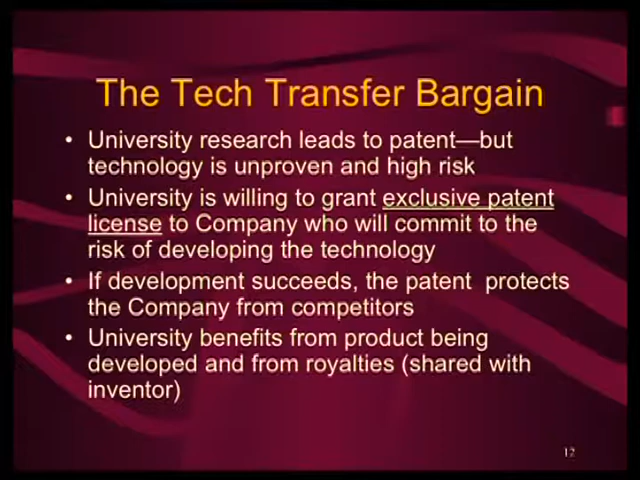 The Tech Transfer Bargain
• University research leads to patent—but
technology is unproven and high risk
• University is willing to grant exclusive patent
license to Company who will commit to the
risk of developing the technology
• If development succeeds, the patent  protects
the Company from competitors
• University benefits from product being
developed and from royalties (shared with
inventor)
12